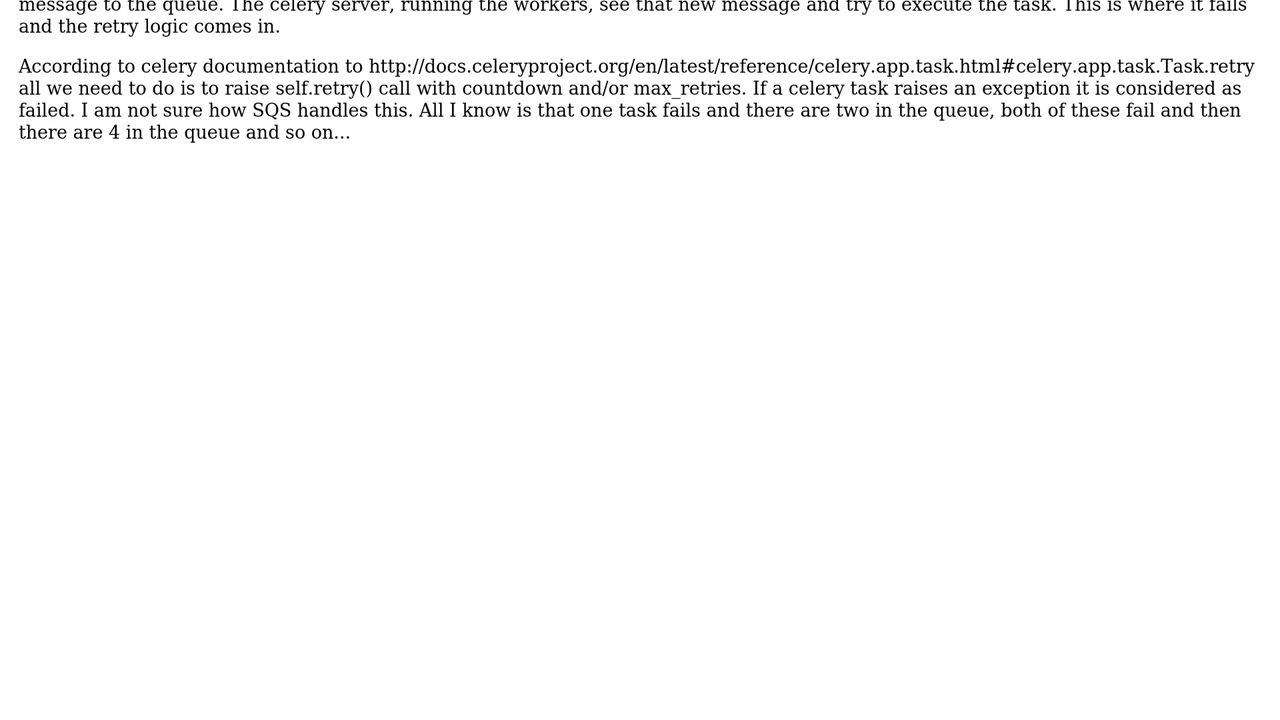 message to the queue. The celery server, running the workers, see that new message and try to execute the task. This is where it fails
and the retry logic comes in.
According to celery documentation to http://docs.celeryproject.org/en/latest/reference/celery.app.task.html#celery.app.task.Task.retry
all we need to do is to raise self.retry() call with countdown and/or max_retries. If a celery task raises an exception it is considered as
failed. I am not sure how SQS handles this. All I know is that one task fails and there are two in the queue, both of these fail and then
there are 4 in the queue and so on...